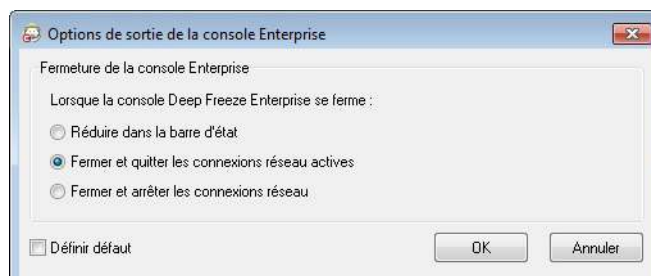 Options de sortie de la console Enterprise
Fermeture de la console Enterprise
Lorsque la console Deep Freeze Enterprise se ferme :
Réduire dans la barre d'état
Fermer et quitter les connexions réseau actives
Fermer et arrêter les connexions réseau
Définir défaut
OK
Annuler